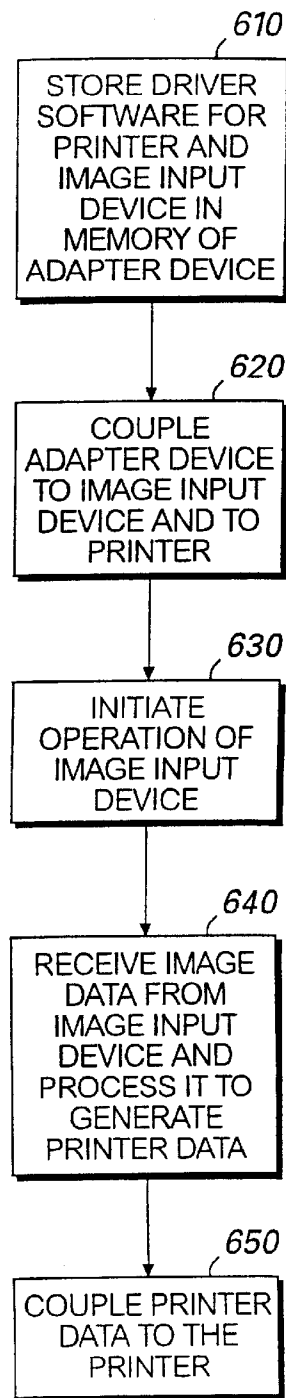 610
STORE DRIVER
SOFTWARE FOR
PRINTER AND
IMAGE INPUT
DEVICE IN
MEMORY OF
ADAPTER DEVICE
620
COUPLE
ADAPTER DEVICE
TO IMAGE INPUT
DEVICE AND TO
PRINTER
630
INITIATE
OPERATION OF
IMAGE INPUT
DEVICE
640
RECEIVE IMAGE
DATA FROM
IMAGE INPUT
DEVICE AND
PROCESS IT TO
GENERATE
PRINTER DATA
650
COUPLE PRINTER
DATA TO THE
PRINTER